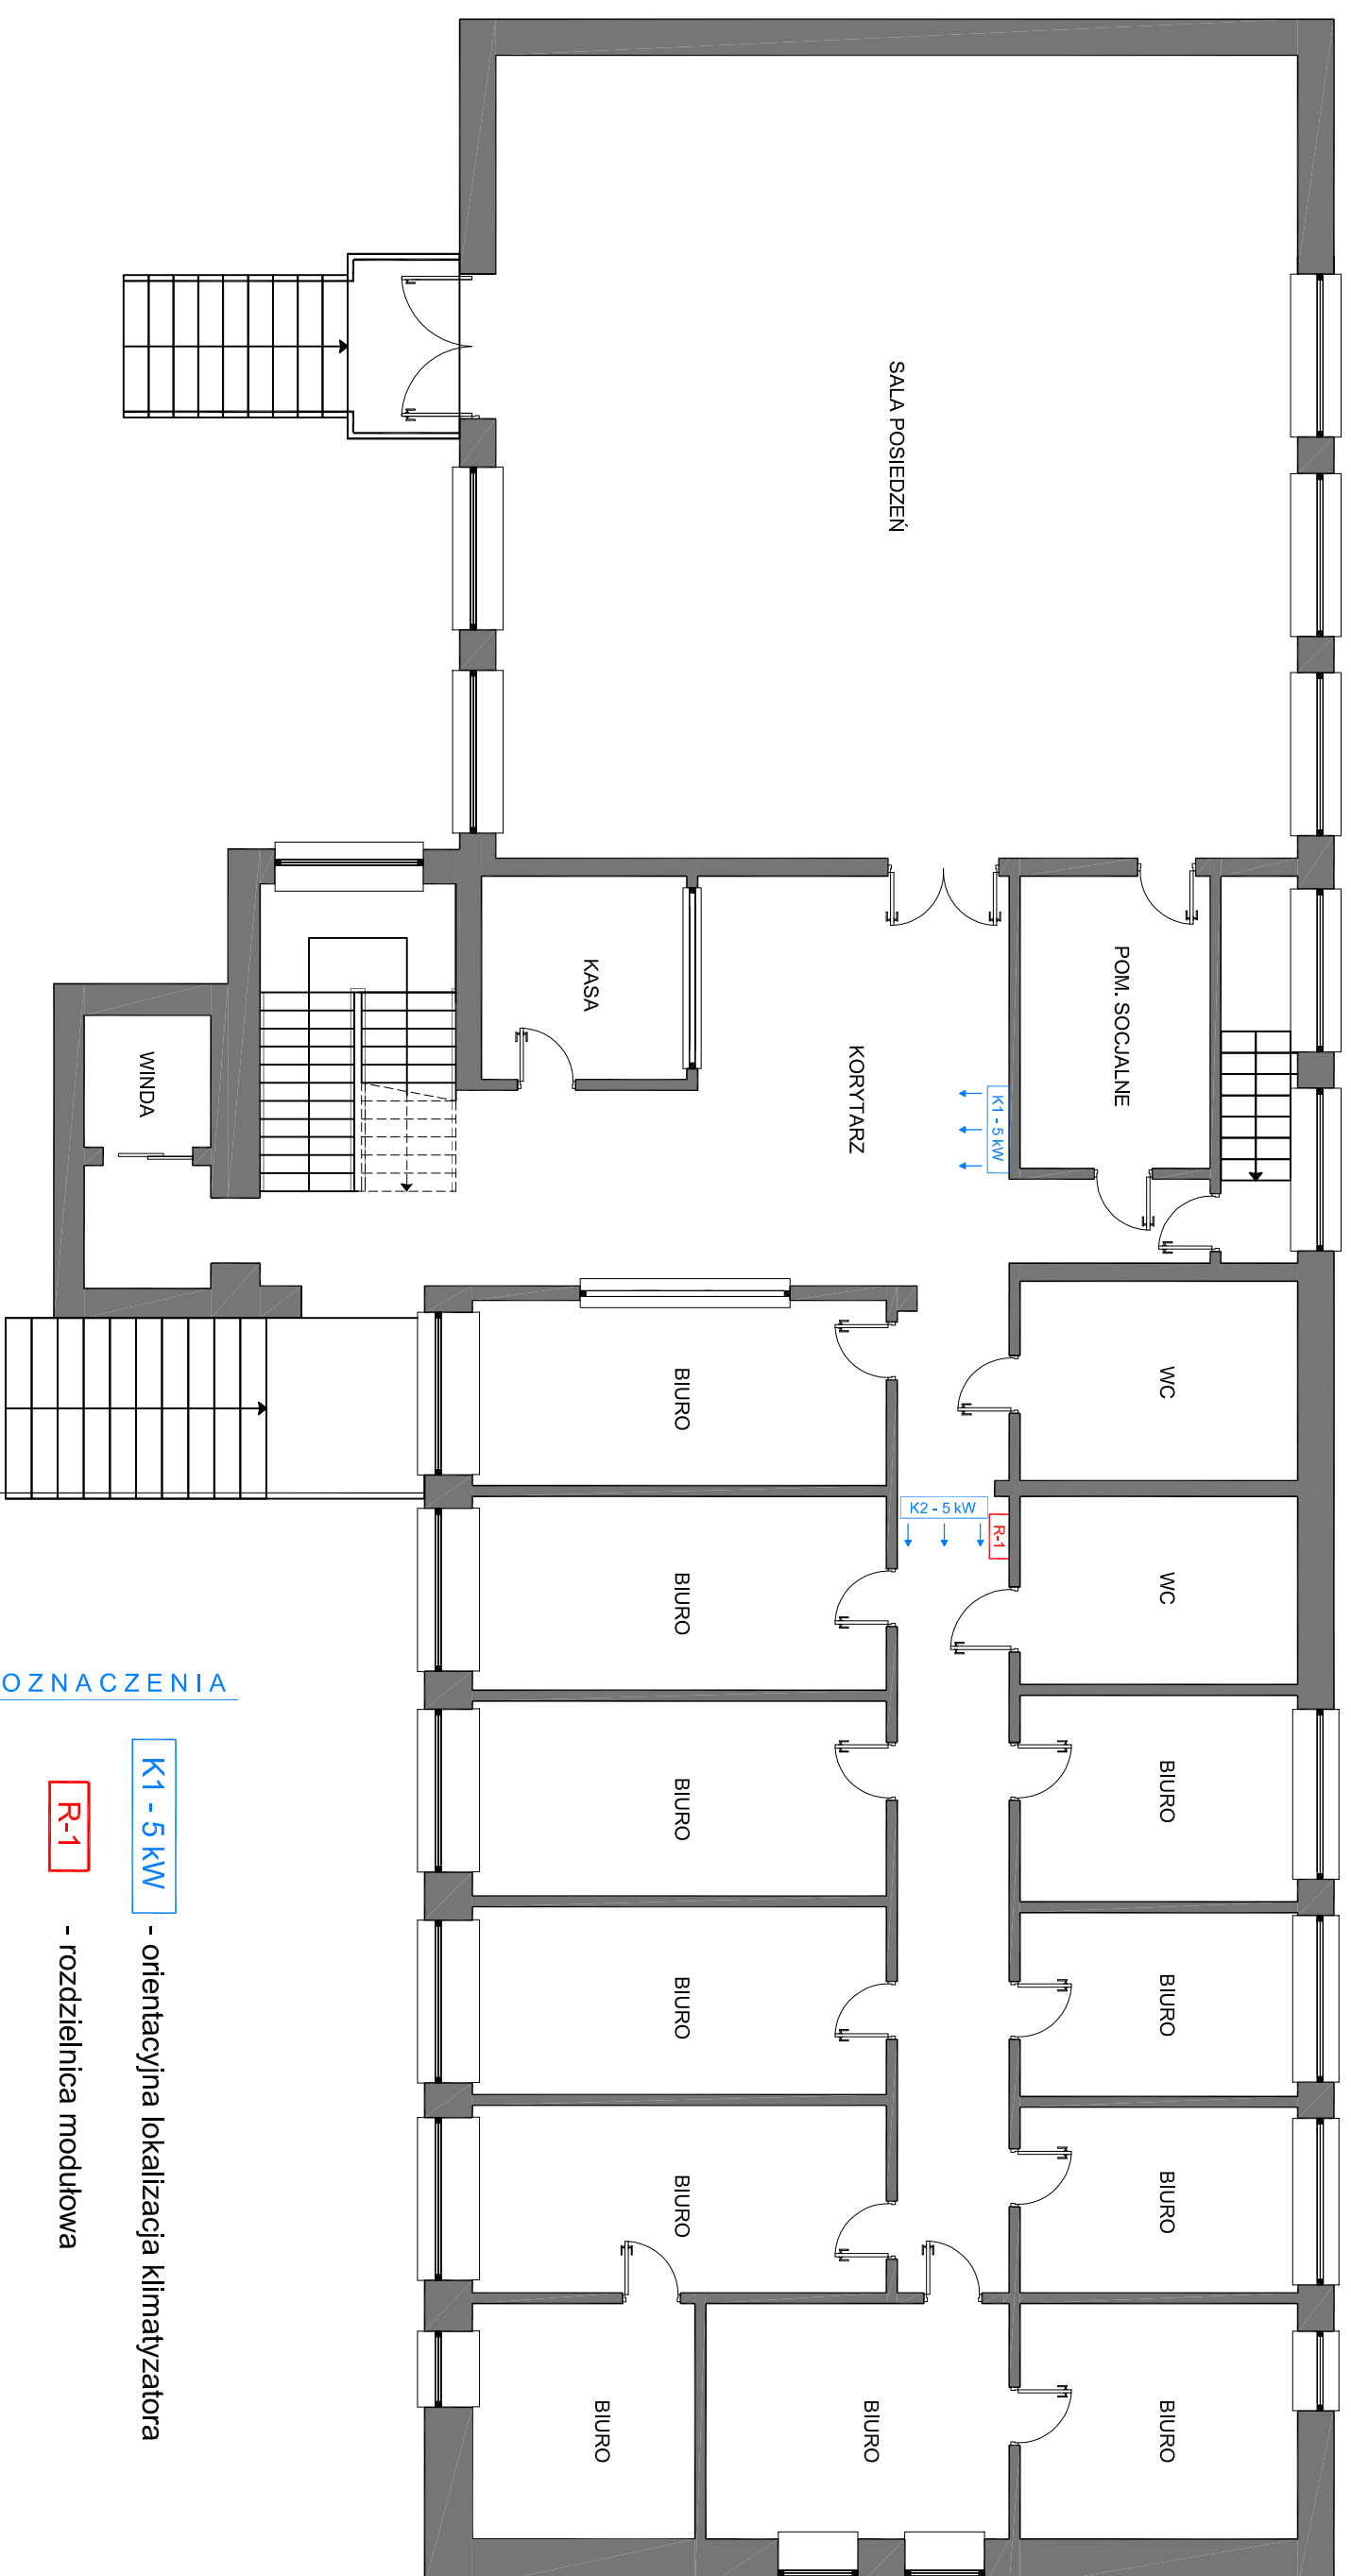 SALA POSIEDZEŃ
KASA
KORYTARZ
POM. SOCJALNE
K1 - 5 kW
WINDA
BIURO
WC
K2 - 5 kW
R-1
BIURO
WC
BIURO
BIURO
BIURO
BIURO
BIURO
BIURO
BIURO
BIURO
BIURO
OZNACZENIA
K1 - 5 kW - orientacyjna lokalizacja klimatyzatora
R-1 - rozdzielnica modułowa